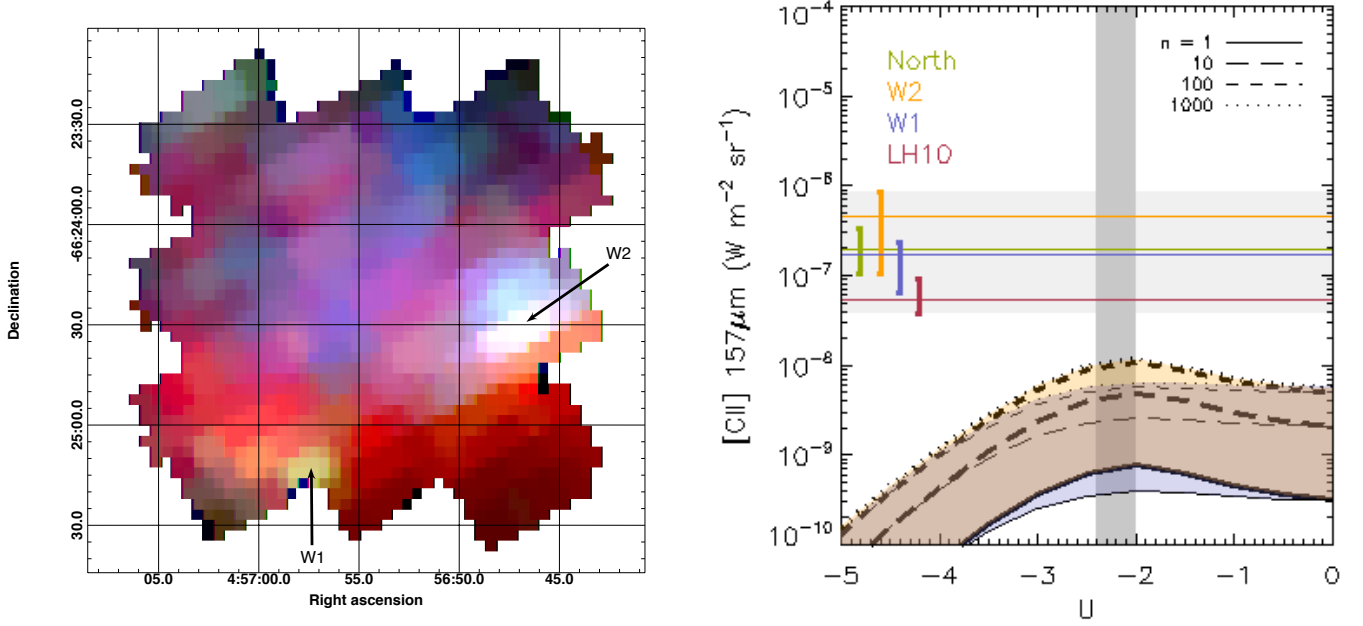 Declination
23:30.0
-66:24:00.0
30.0
25:00.0
30.0
W2
W1
05.0 4:57:00.0 55.0 56:50.0 45.0
Right ascension
[CII] 157μm (W m⁻² sr⁻¹)
10⁻⁴
10⁻⁵
10⁻⁶
10⁻⁷
10⁻⁸
10⁻⁹
10⁻¹⁰
North
W2
W1
LH10
n = 1
10
100
1000
-5 -4 -3 -2 -1 0
U